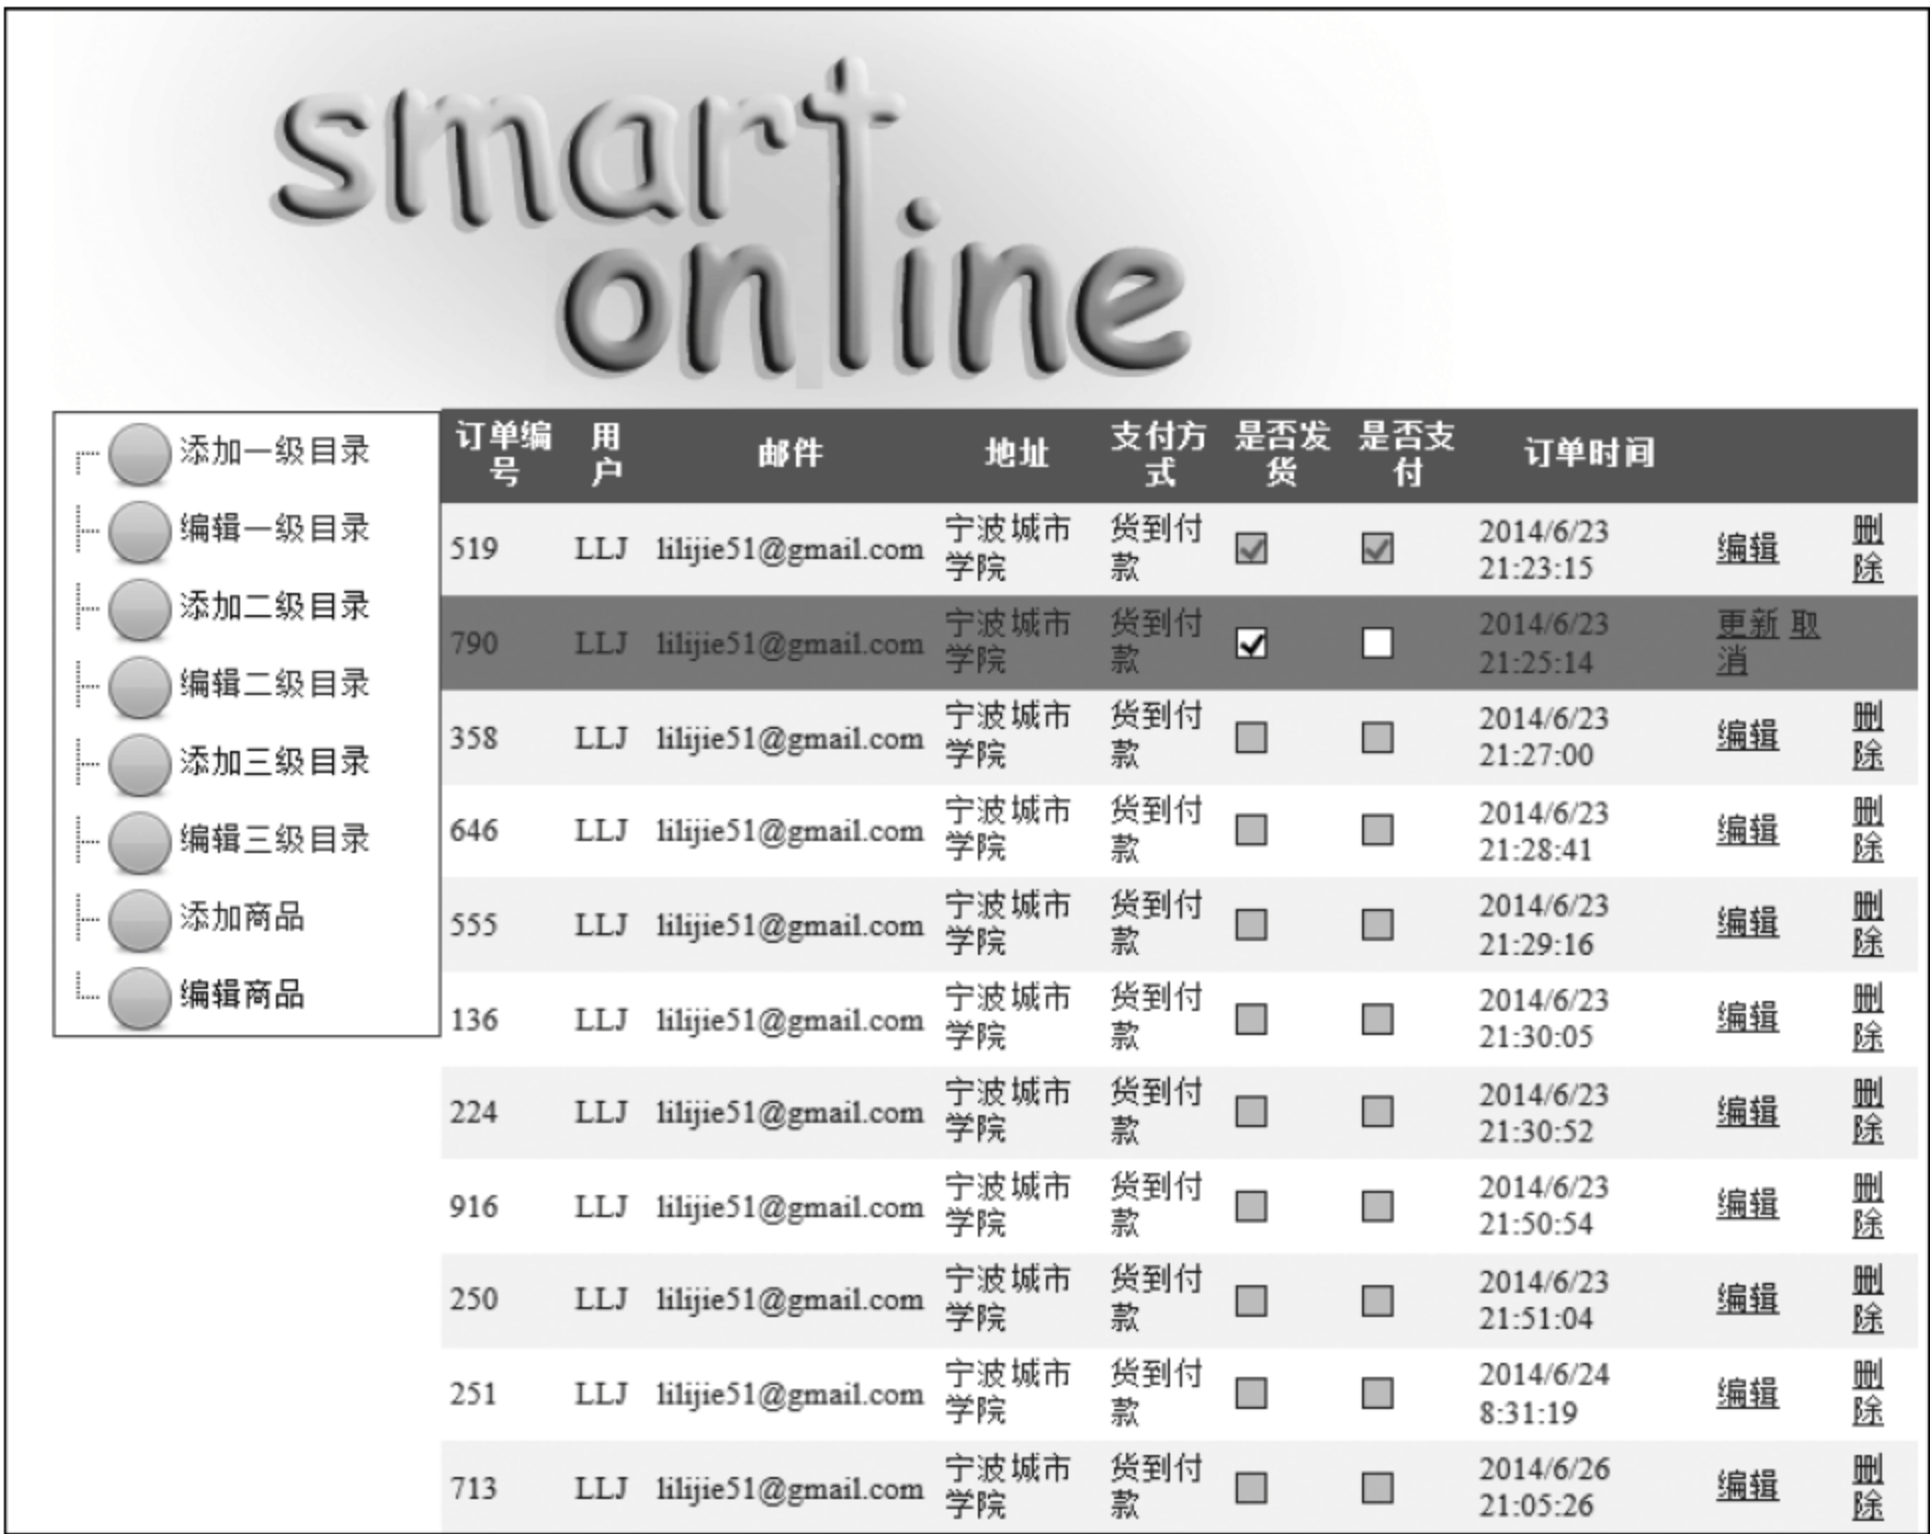 smart
online
添加一级目录
编辑一级目录
添加二级目录
编辑二级目录
添加三级目录
编辑三级目录
添加商品
编辑商品
订单编 用 邮件 地址 支付方 是否发 是否支 订单时间
号 户 式 货 付
519 LLJ lilijie51@gmail.com 宁波城市 货到付 2014/6/23 编辑 删
学院 款 21:23:15 除
790 LLJ lilijie51@gmail.com 宁波城市 货到付 2014/6/23 更新 取
学院 款 21:25:14 消
358 LLJ lilijie51@gmail.com 宁波城市 货到付 2014/6/23 编辑 删
学院 款 21:27:00 除
646 LLJ lilijie51@gmail.com 宁波城市 货到付 2014/6/23 编辑 删
学院 款 21:28:41 除
555 LLJ lilijie51@gmail.com 宁波城市 货到付 2014/6/23 编辑 删
学院 款 21:29:16 除
136 LLJ lilijie51@gmail.com 宁波城市 货到付 2014/6/23 编辑 删
学院 款 21:30:05 除
224 LLJ lilijie51@gmail.com 宁波城市 货到付 2014/6/23 编辑 删
学院 款 21:30:52 除
916 LLJ lilijie51@gmail.com 宁波城市 货到付 2014/6/23 编辑 删
学院 款 21:50:54 除
250 LLJ lilijie51@gmail.com 宁波城市 货到付 2014/6/23 编辑 删
学院 款 21:51:04 除
251 LLJ lilijie51@gmail.com 宁波城市 货到付 2014/6/24 编辑 删
学院 款 8:31:19 除
713 LLJ lilijie51@gmail.com 宁波城市 货到付 2014/6/26 编辑 删
学院 款 21:05:26 除